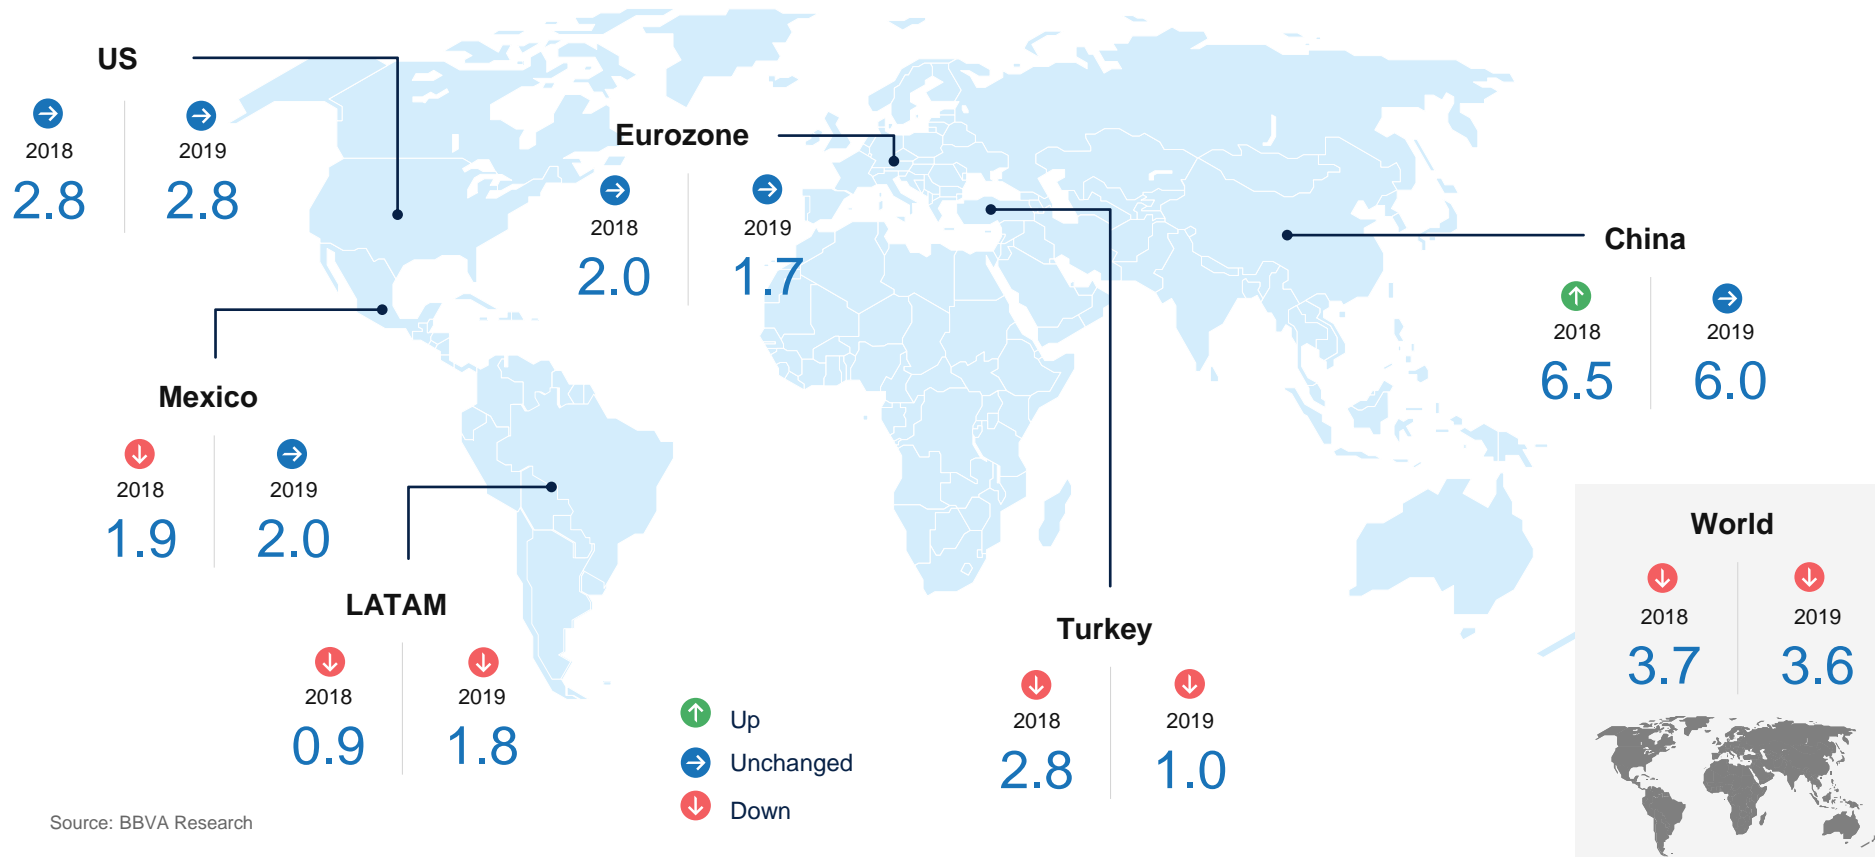 US
2018 2019
2.8 2.8
Eurozone
2018 2019
2.0 1.7
China
2018 2019
6.5 6.0
Mexico
2018 2019
1.9 2.0
LATAM
2018 2019
0.9 1.8
Turkey
2018 2019
2.8 1.0
World
2018 2019
3.7 3.6
Up
Unchanged
Down
Source: BBVA Research